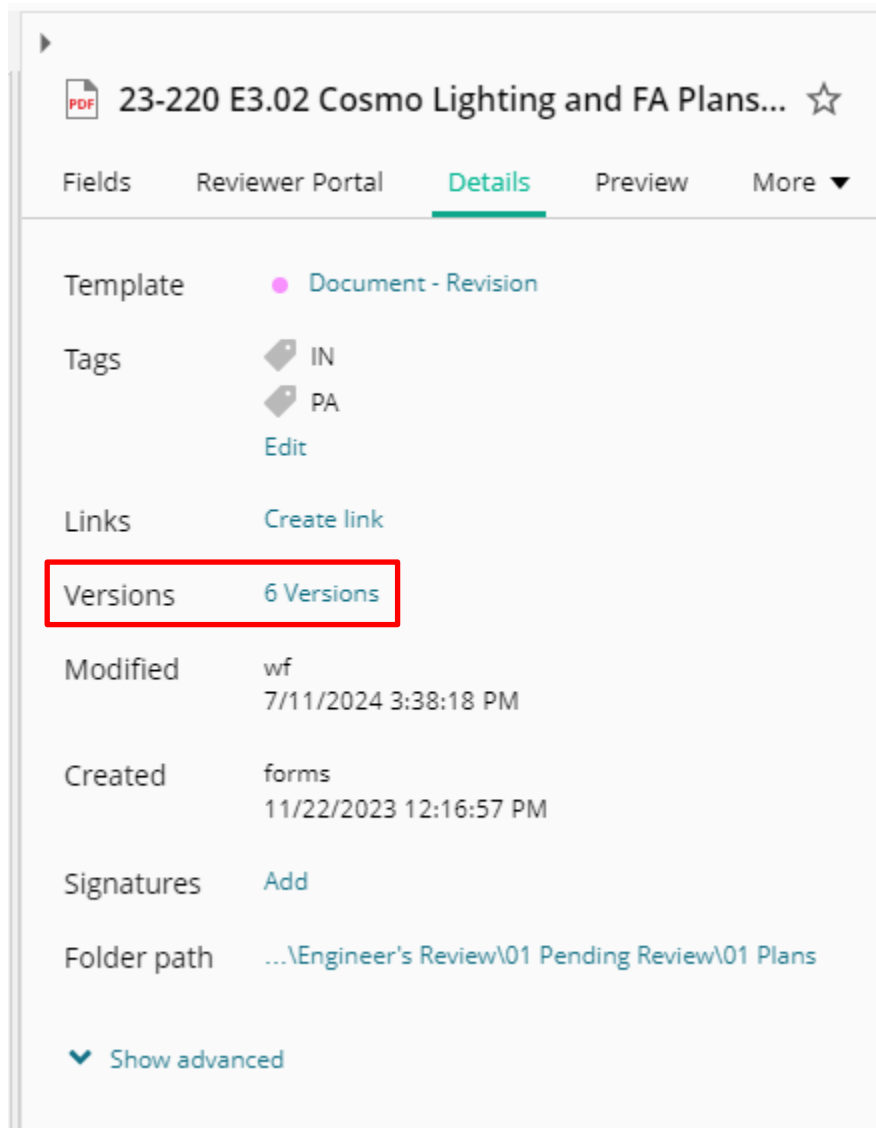 PDF 23-220 E3.02 Cosmo Lighting and FA Plans...
Fields Reviewer Portal Details Preview More
Template Document - Revision
Tags IN
PA
Edit
Links Create link
Versions 6 Versions
Modified wf
7/11/2024 3:38:18 PM
Created forms
11/22/2023 12:16:57 PM
Signatures Add
Folder path ...\Engineer's Review\01 Pending Review\01 Plans
Show advanced